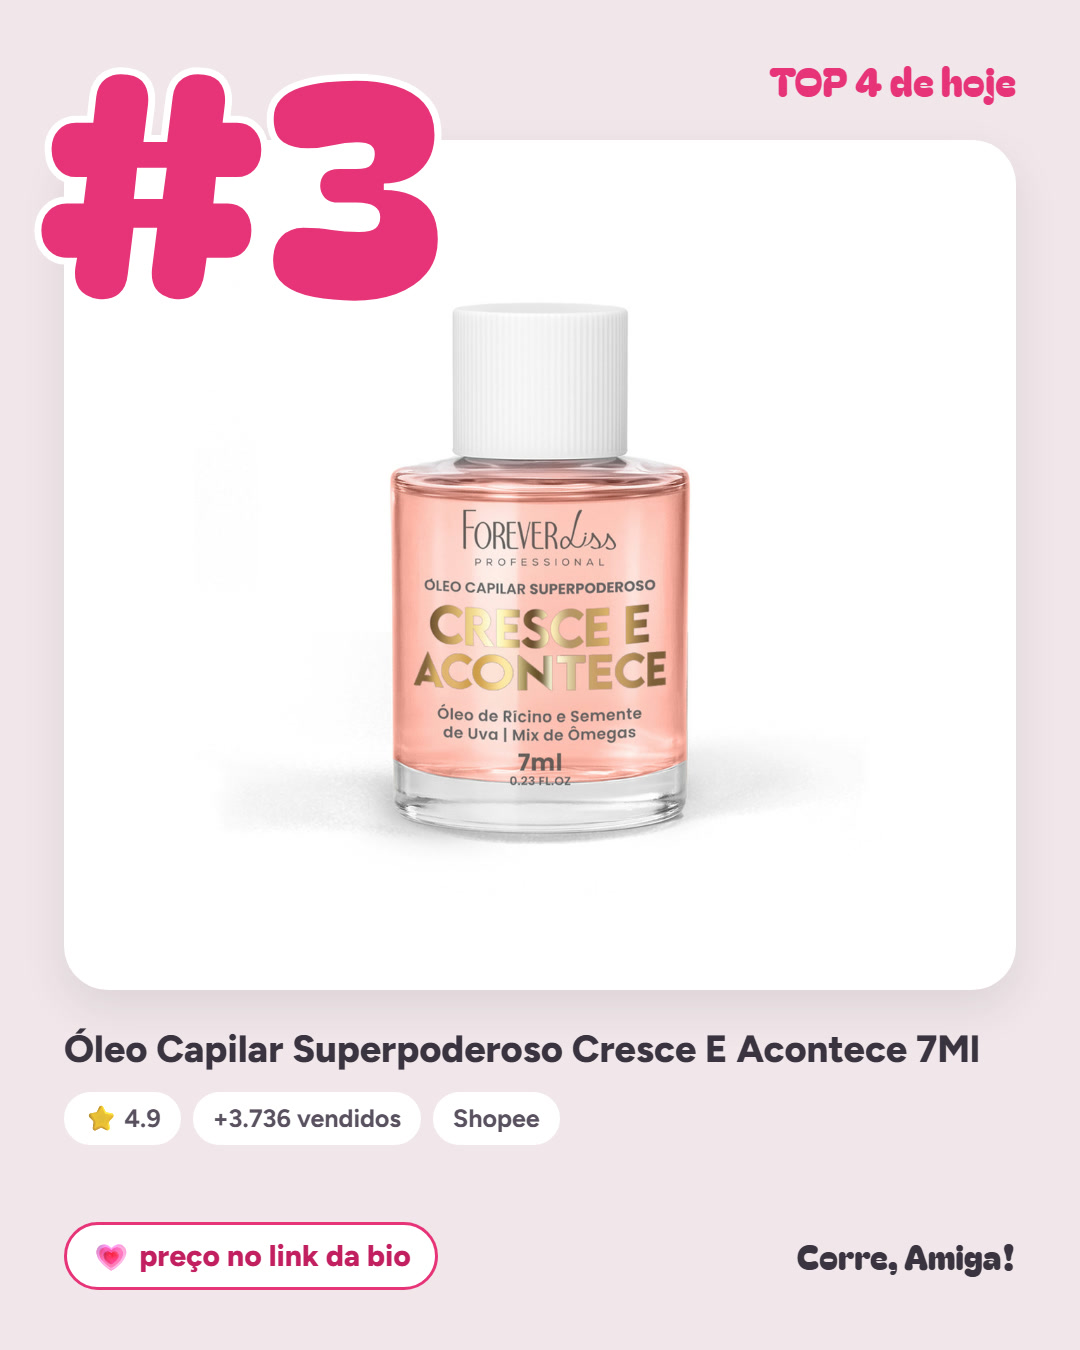 #3
TOP 4 de hoje
FOREVER Liss
PROFESSIONAL
ÓLEO CAPILAR SUPERPODEROSO
CRESCE E
ACONTECE
Óleo de Rícino e Semente
de Uva | Mix de Ômegas
7ml
0.23 FL.OZ
Óleo Capilar Superpoderoso Cresce E Acontece 7Ml
4.9
+3.736 vendidos
Shopee
preço no link da bio
Corre, Amiga!